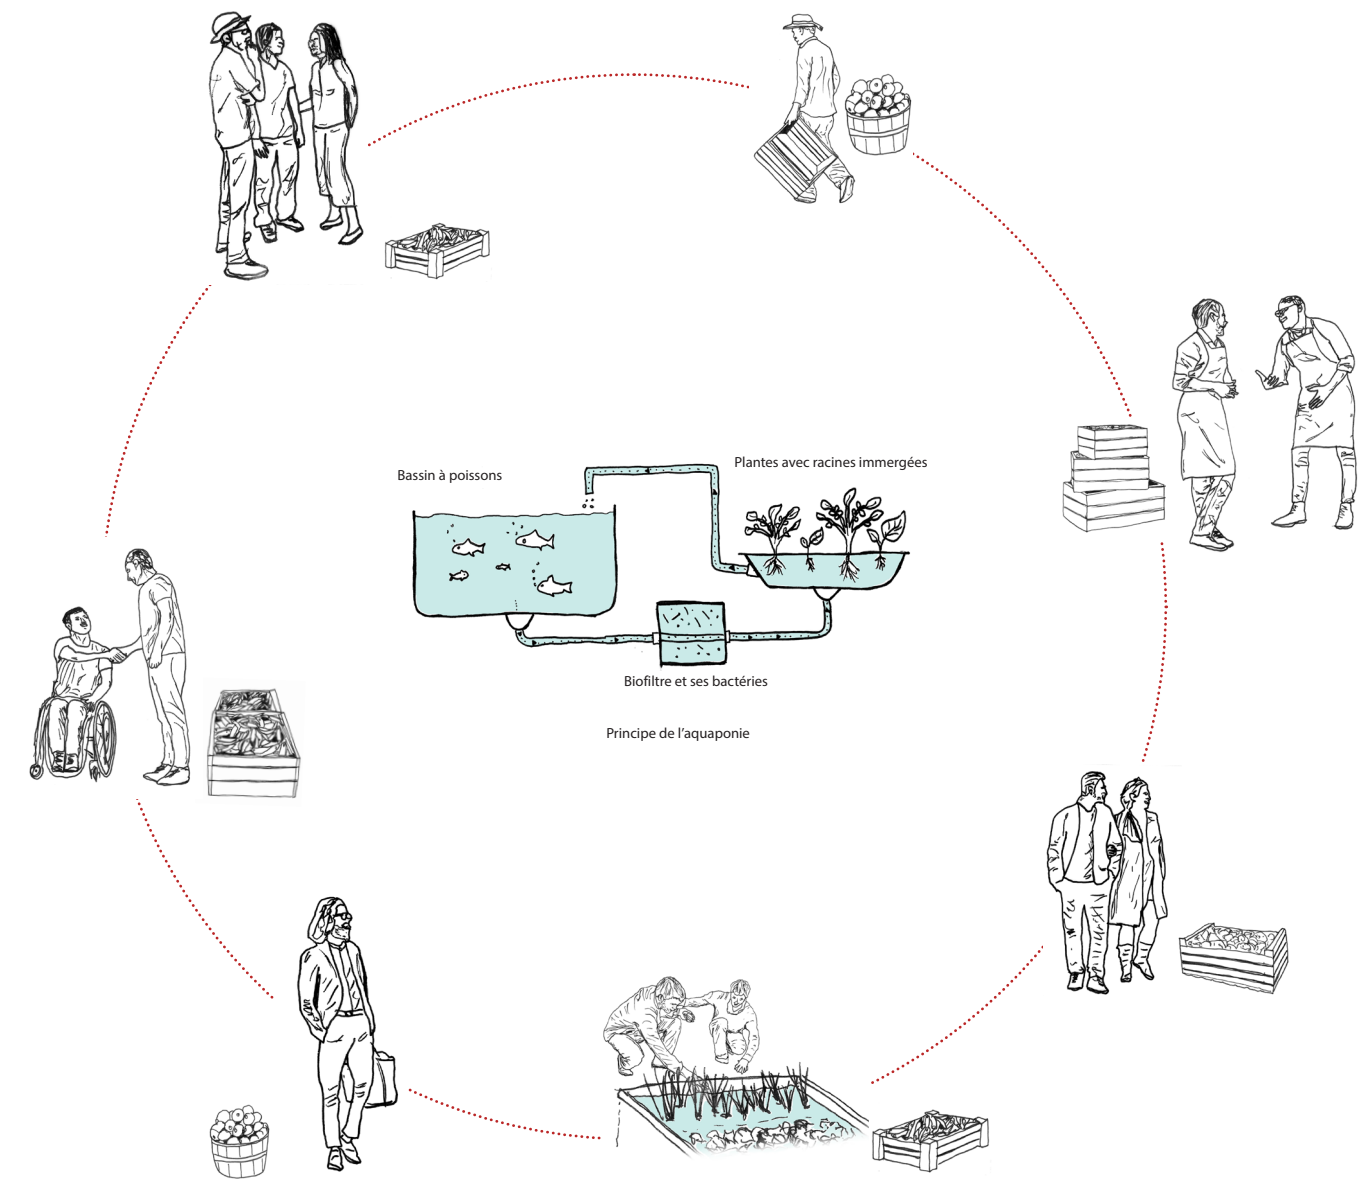 Plantes avec racines immergées
Bassin à poissons
Biofiltre et ses bactéries
Principe de l'aquaponie